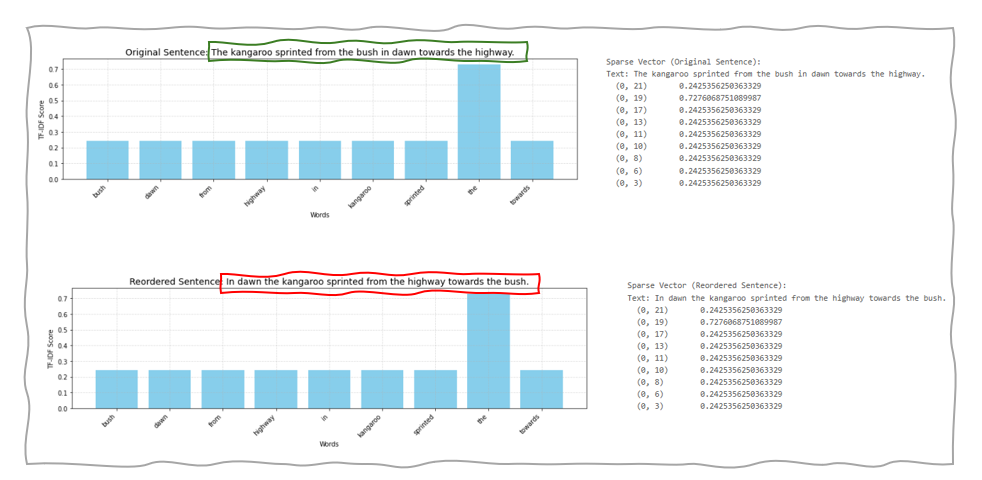 Original Sentence: The kangaroo sprinted from the bush in dawn towards the highway.
TF-IDF Score
0.7
0.6
0.5
0.4
0.3
0.2
0.1
0.0
bush
dawn
from
highway
in
kangaroo
sprinted
the
towards
Words
Sparse Vector (Original Sentence):
Text: The kangaroo sprinted from the bush in dawn towards the highway.
(0, 21) 0.2425356250363329
(0, 19) 0.7276068751089987
(0, 17) 0.2425356250363329
(0, 13) 0.2425356250363329
(0, 11) 0.2425356250363329
(0, 10) 0.2425356250363329
(0, 8) 0.2425356250363329
(0, 6) 0.2425356250363329
(0, 3) 0.2425356250363329
Reordered Sentence: In dawn the kangaroo sprinted from the highway towards the bush.
TF-IDF Score
0.7
0.6
0.5
0.4
0.3
0.2
0.1
0.0
bush
dawn
from
highway
in
kangaroo
sprinted
the
towards
Words
Sparse Vector (Reordered Sentence):
Text: In dawn the kangaroo sprinted from the highway towards the bush.
(0, 21) 0.2425356250363329
(0, 19) 0.7276068751089987
(0, 17) 0.2425356250363329
(0, 13) 0.2425356250363329
(0, 11) 0.2425356250363329
(0, 10) 0.2425356250363329
(0, 8) 0.2425356250363329
(0, 6) 0.2425356250363329
(0, 3) 0.2425356250363329